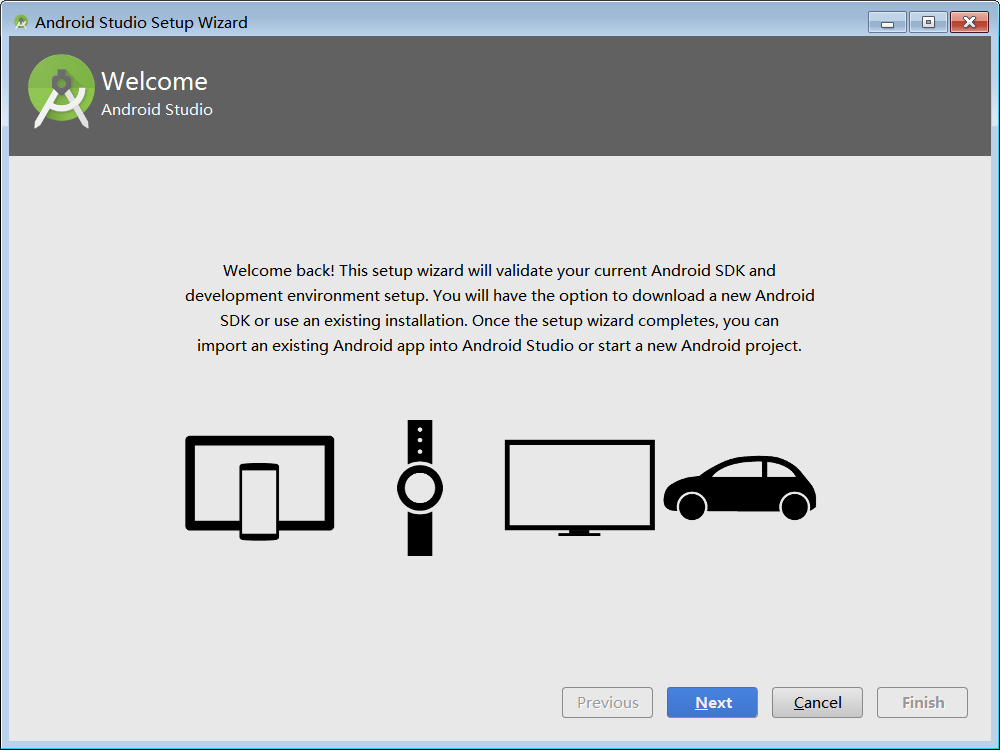 Android Studio Setup Wizard
Welcome
Android Studio
Welcome back! This setup wizard will validate your current Android SDK and
development environment setup. You will have the option to download a new Android
SDK or use an existing installation. Once the setup wizard completes, you can
import an existing Android app into Android Studio or start a new Android project.
Previous
Next
Cancel
Finish